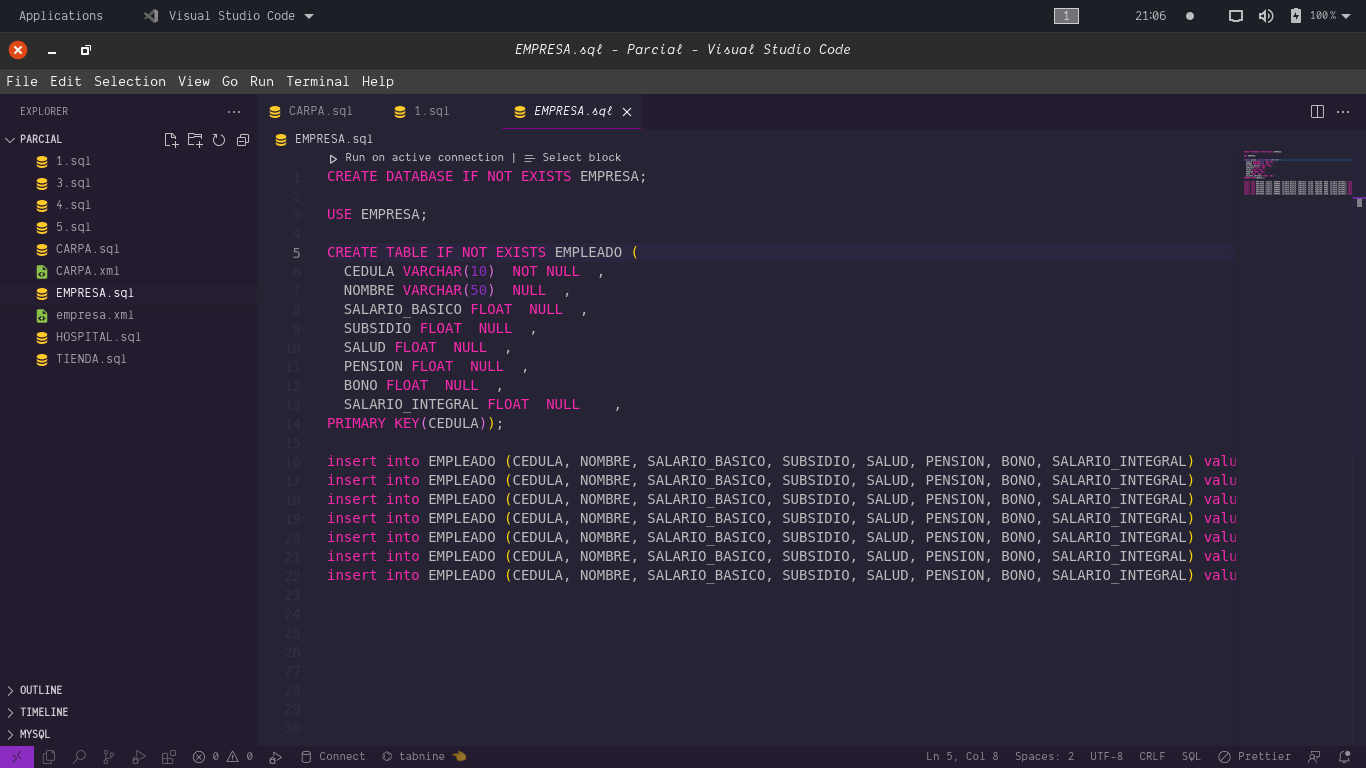 Applications Visual Studio Code 1 21:06 100%
EMPRESA.sql - Parcial - Visual Studio Code
File Edit Selection View Go Run Terminal Help
EXPLORER
PARCIAL
1.sql
3.sql
4.sql
5.sql
CARPA.sql
CARPA.xml
EMPRESA.sql
empresa.xml
HOSPITAL.sql
TIENDA.sql
OUTLINE
TIMELINE
MYSQL
CARPA.sql 1.sql EMPRESA.sql
EMPRESA.sql
Run on active connection | Select block
1 CREATE DATABASE IF NOT EXISTS EMPRESA;
2
3 USE EMPRESA;
4
5 CREATE TABLE IF NOT EXISTS EMPLEADO (
6 CEDULA VARCHAR(10) NOT NULL ,
7 NOMBRE VARCHAR(50) NULL ,
8 SALARIO_BASICO FLOAT NULL ,
9 SUBSIDIO FLOAT NULL ,
10 SALUD FLOAT NULL ,
11 PENSION FLOAT NULL ,
12 BONO FLOAT NULL ,
13 SALARIO_INTEGRAL FLOAT NULL ,
14 PRIMARY KEY(CEDULA));
15
16 insert into EMPLEADO (CEDULA, NOMBRE, SALARIO_BASICO, SUBSIDIO, SALUD, PENSION, BONO, SALARIO_INTEGRAL) valu
17 insert into EMPLEADO (CEDULA, NOMBRE, SALARIO_BASICO, SUBSIDIO, SALUD, PENSION, BONO, SALARIO_INTEGRAL) valu
18 insert into EMPLEADO (CEDULA, NOMBRE, SALARIO_BASICO, SUBSIDIO, SALUD, PENSION, BONO, SALARIO_INTEGRAL) valu
19 insert into EMPLEADO (CEDULA, NOMBRE, SALARIO_BASICO, SUBSIDIO, SALUD, PENSION, BONO, SALARIO_INTEGRAL) valu
20 insert into EMPLEADO (CEDULA, NOMBRE, SALARIO_BASICO, SUBSIDIO, SALUD, PENSION, BONO, SALARIO_INTEGRAL) valu
21 insert into EMPLEADO (CEDULA, NOMBRE, SALARIO_BASICO, SUBSIDIO, SALUD, PENSION, BONO, SALARIO_INTEGRAL) valu
22 insert into EMPLEADO (CEDULA, NOMBRE, SALARIO_BASICO, SUBSIDIO, SALUD, PENSION, BONO, SALARIO_INTEGRAL) valu
23
24
25
26
27
28
29
30
0 0 Connect tabnine Ln 5, Col 8 Spaces: 2 UTF-8 CRLF SQL Prettier